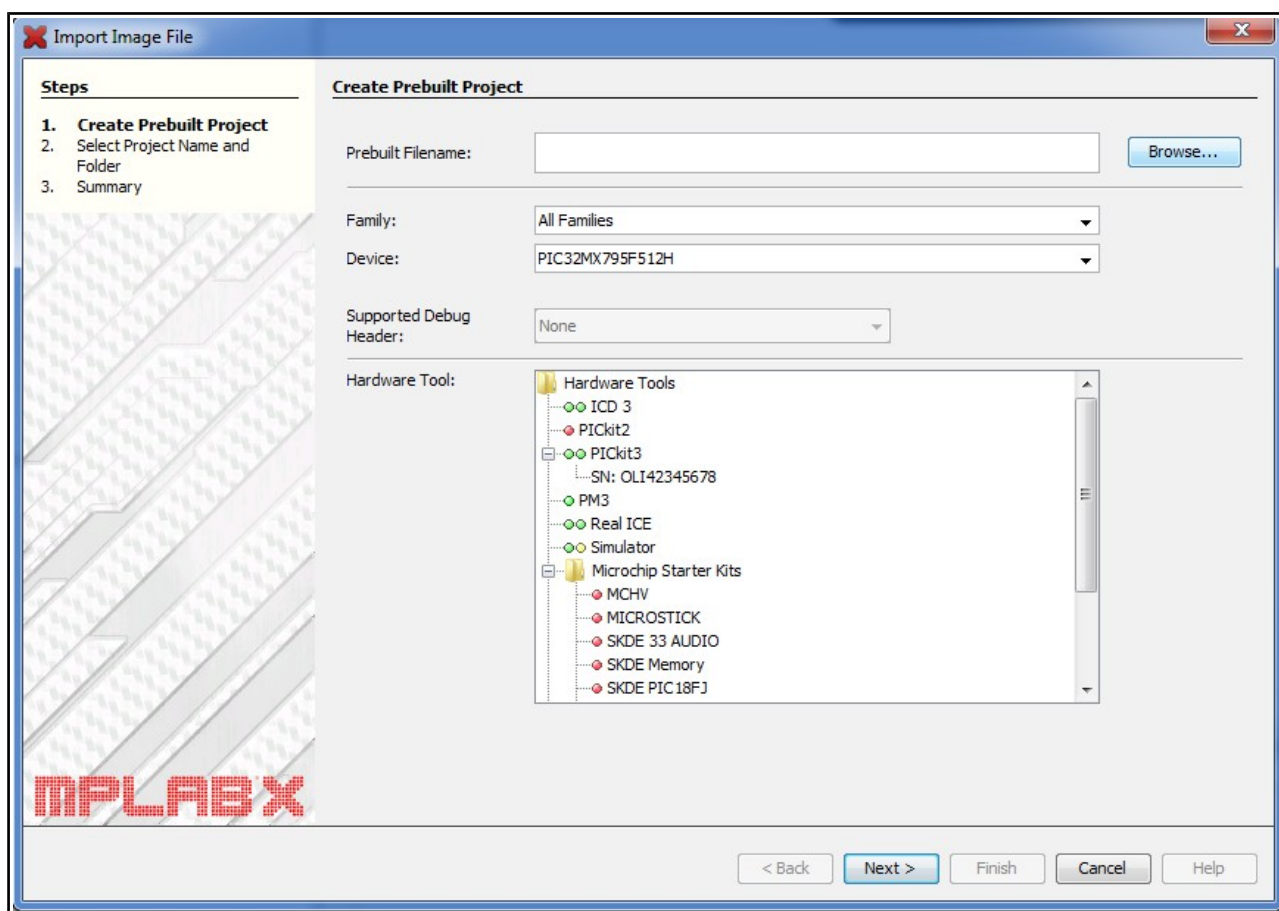 Import Image File
Steps
1. Create Prebuilt Project
2. Select Project Name and
Folder
3. Summary
MPLAB X
Create Prebuilt Project
Prebuilt Filename:
Browse...
Family:
All Families
Device:
PIC32MX795F512H
Supported Debug
Header:
None
Hardware Tool:
Hardware Tools
ICD 3
PICkit2
PICkit3
SN: OLI42345678
PM3
Real ICE
Simulator
Microchip Starter Kits
MCHV
MICROSTICK
SKDE 33 AUDIO
SKDE Memory
SKDE PIC18FJ
< Back
Next >
Finish
Cancel
Help